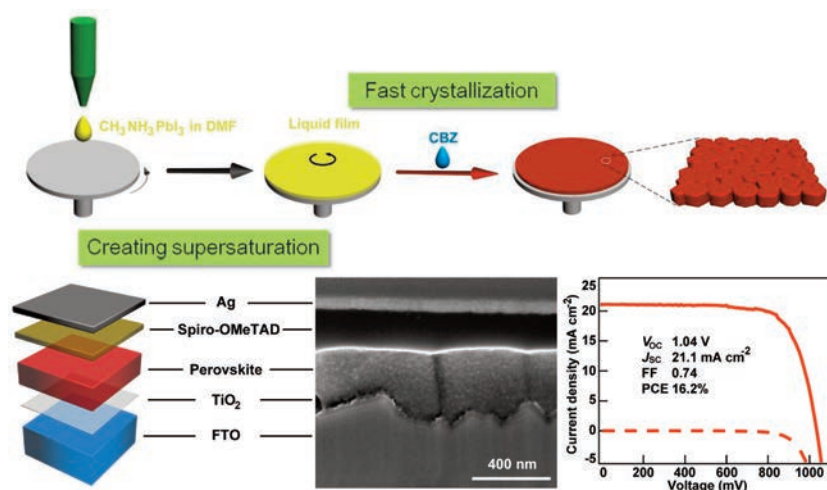 Fast crystallization
CH₃NH₃PbI₃ in DMF
Liquid film
CBZ
Creating supersaturation
Ag
Spiro-OMeTAD
Perovskite
TiO₂
FTO
400 nm
Current density (mA cm⁻²)
25
20
15
10
5
0
-5
V_OC 1.04 V
J_SC 21.1 mA cm⁻²
FF 0.74
PCE 16.2%
0 200 400 600 800 1000
Voltage (mV)